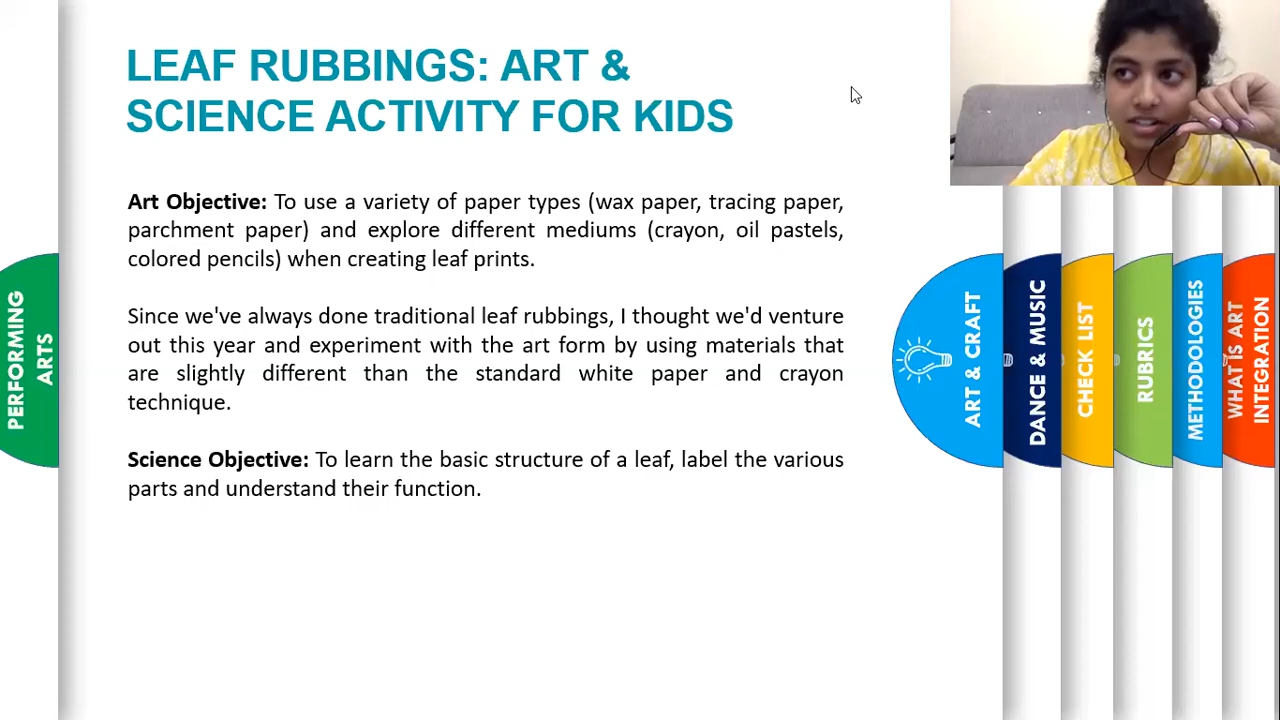 LEAF RUBBINGS: ART &
SCIENCE ACTIVITY FOR KIDS
Art Objective: To use a variety of paper types (wax paper, tracing paper,
parchment paper) and explore different mediums (crayon, oil pastels,
colored pencils) when creating leaf prints.
Since we've always done traditional leaf rubbings, I thought we'd venture
out this year and experiment with the art form by using materials that
are slightly different than the standard white paper and crayon
technique.
Science Objective: To learn the basic structure of a leaf, label the various
parts and understand their function.
PERFORMING
ARTS
ART & CRAFT
DANCE & MUSIC
CHECK LIST
RUBRICS
METHODOLOGIES
WHAT IS ART
INTEGRATION